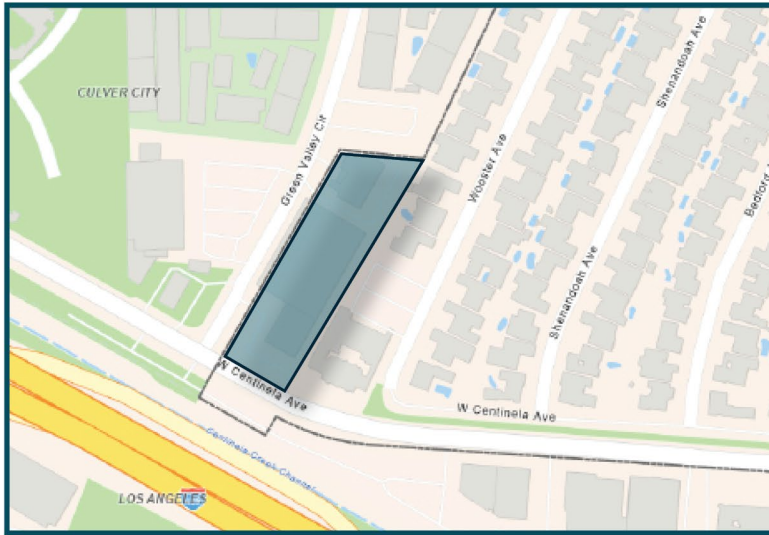 CULVER CITY
Green Valley Cir
Wooster Ave
Shenandoah Ave
Shenandoah Ave
Bedford
W Centinela Ave
W Centinela Ave
Centinela Creek Channel
LOS ANGELES